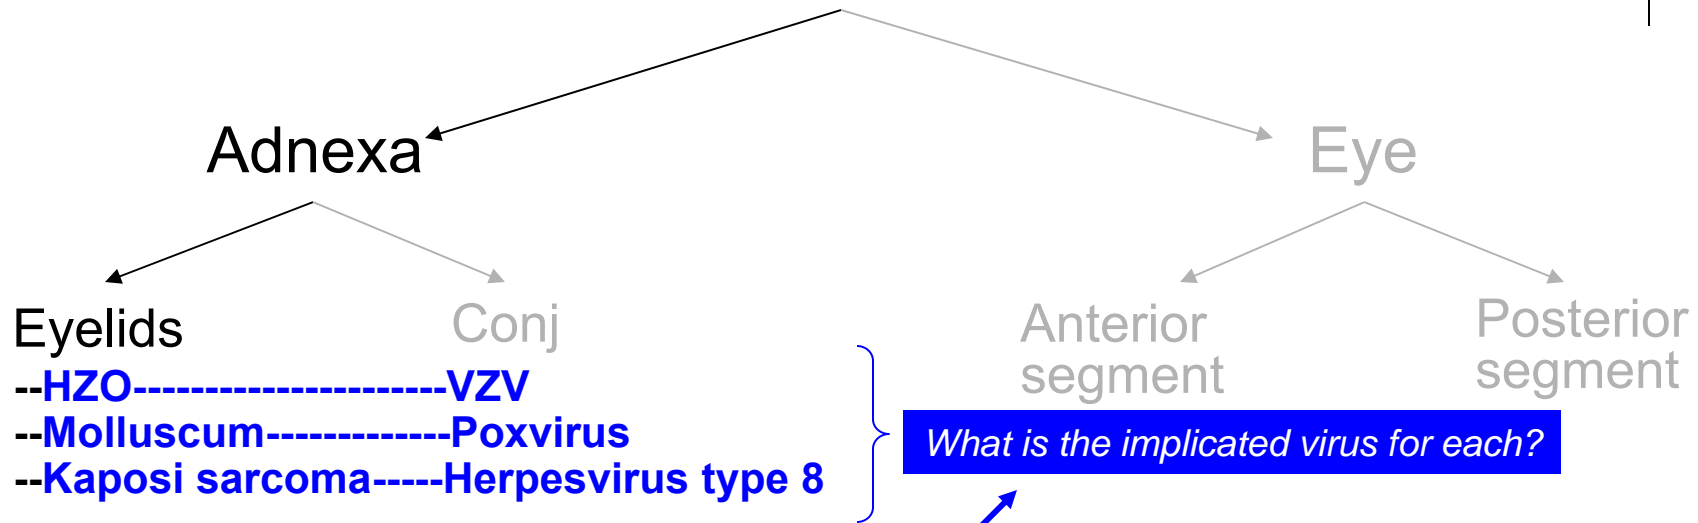 Adnexa
Eye
Eyelids
Conj
Anterior
segment
Posterior
segment
--HZO----------------------VZV
--Molluscum-------------Poxvirus
--Kaposi sarcoma-----Herpesvirus type 8
What is the implicated virus for each?